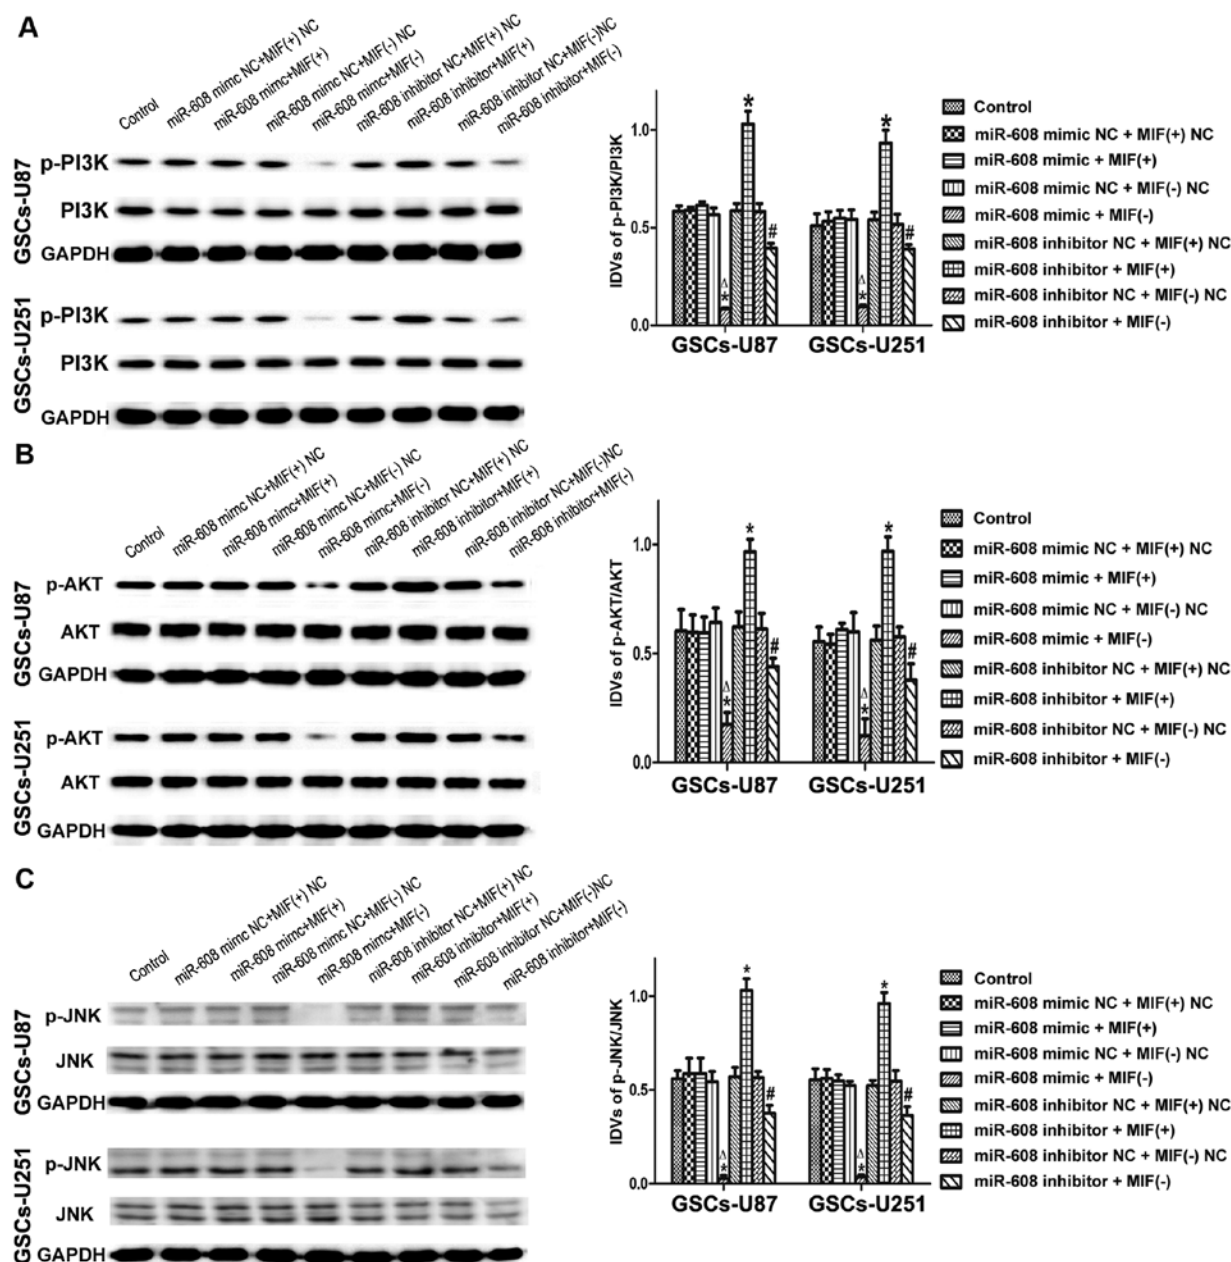 A
Control
miR-608 mimc NC+MIF(+) NC
miR-608 mimc+MIF(+)
miR-608 mimc NC+MIF(-) NC
miR-608 mimc+MIF(-)
miR-608 inhibitor NC+MIF(+) NC
miR-608 inhibitor+MIF(+)
miR-608 inhibitor NC+MIF(-)NC
miR-608 inhibitor+MIF(-)
GSCs-U87
p-PI3K
PI3K
GAPDH
GSCs-U251
p-PI3K
PI3K
GAPDH
IDVs of p-PI3K/PI3K
1.0
0.5
0.0
Δ
*
*
#
Δ
*
*
#
GSCs-U87
GSCs-U251
Control
miR-608 mimic NC + MIF(+) NC
miR-608 mimic + MIF(+)
miR-608 mimic NC + MIF(-) NC
miR-608 mimic + MIF(-)
miR-608 inhibitor NC + MIF(+) NC
miR-608 inhibitor + MIF(+)
miR-608 inhibitor NC + MIF(-) NC
miR-608 inhibitor + MIF(-)
B
Control
miR-608 mimc NC+MIF(+) NC
miR-608 mimc+MIF(+)
miR-608 mimc NC+MIF(-) NC
miR-608 mimc+MIF(-)
miR-608 inhibitor NC+MIF(+) NC
miR-608 inhibitor+MIF(+)
miR-608 inhibitor NC+MIF(-)NC
miR-608 inhibitor+MIF(-)
GSCs-U87
p-AKT
AKT
GAPDH
GSCs-U251
p-AKT
AKT
GAPDH
IDVs of p-AKT/AKT
1.0
0.5
0.0
Δ
*
*
#
Δ
*
*
#
GSCs-U87
GSCs-U251
Control
miR-608 mimic NC + MIF(+) NC
miR-608 mimic + MIF(+)
miR-608 mimic NC + MIF(-) NC
miR-608 mimic + MIF(-)
miR-608 inhibitor NC + MIF(+) NC
miR-608 inhibitor + MIF(+)
miR-608 inhibitor NC + MIF(-) NC
miR-608 inhibitor + MIF(-)
C
Control
miR-608 mimc NC+MIF(+) NC
miR-608 mimc+MIF(+)
miR-608 mimc NC+MIF(-) NC
miR-608 mimc+MIF(-)
miR-608 inhibitor NC+MIF(+) NC
miR-608 inhibitor+MIF(+)
miR-608 inhibitor NC+MIF(-)NC
miR-608 inhibitor+MIF(-)
GSCs-U87
p-JNK
JNK
GAPDH
GSCs-U251
p-JNK
JNK
GAPDH
IDVs of p-JNK/JNK
1.0
0.5
0.0
Δ
*
*
#
Δ
*
*
#
GSCs-U87
GSCs-U251
Control
miR-608 mimic NC + MIF(+) NC
miR-608 mimic + MIF(+)
miR-608 mimic NC + MIF(-) NC
miR-608 mimic + MIF(-)
miR-608 inhibitor NC + MIF(+) NC
miR-608 inhibitor + MIF(+)
miR-608 inhibitor NC + MIF(-) NC
miR-608 inhibitor + MIF(-)